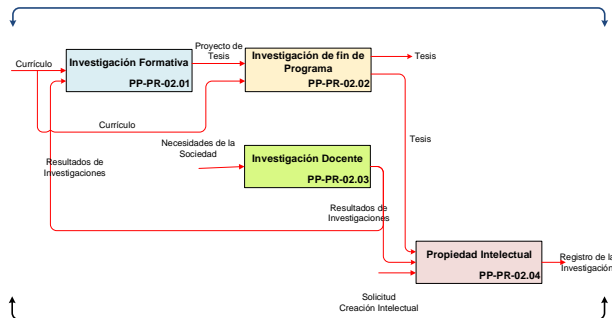 Proyecto de
Tesis
Investigación Formativa
PP-PR-02.01
Investigación de fin de
Programa
PP-PR-02.02
Tesis
Currículo
Currículo
Necesidades de la
Sociedad
Tesis
Resultados de
Investigaciones
Investigación Docente
PP-PR-02.03
Resultados de
Investigaciones
Propiedad Intelectual
PP-PR-02.04
Registro de la
Investigación
Solicitud
Creación Intelectual